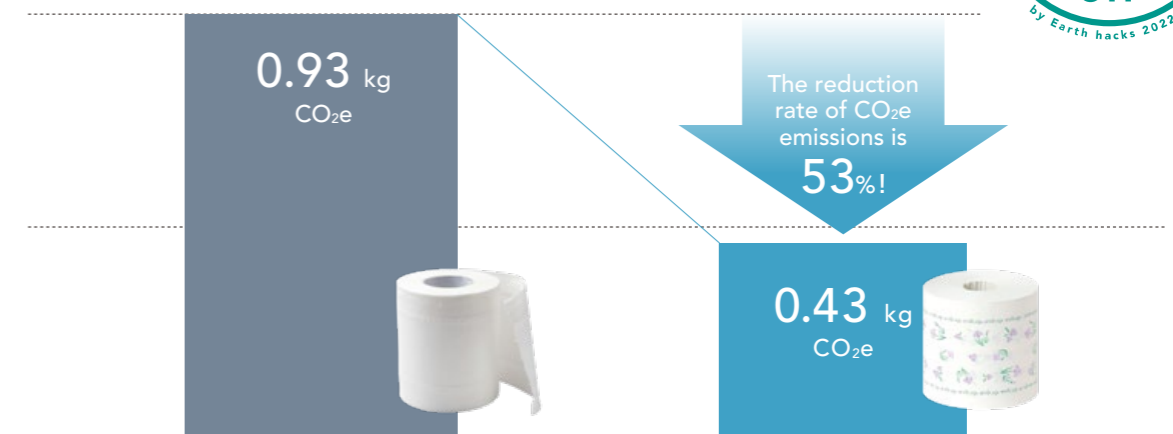 by Earth hacks 2022
0.93 kg
CO₂e
The reduction
rate of CO₂e
emissions is
53%!
0.43 kg
CO₂e